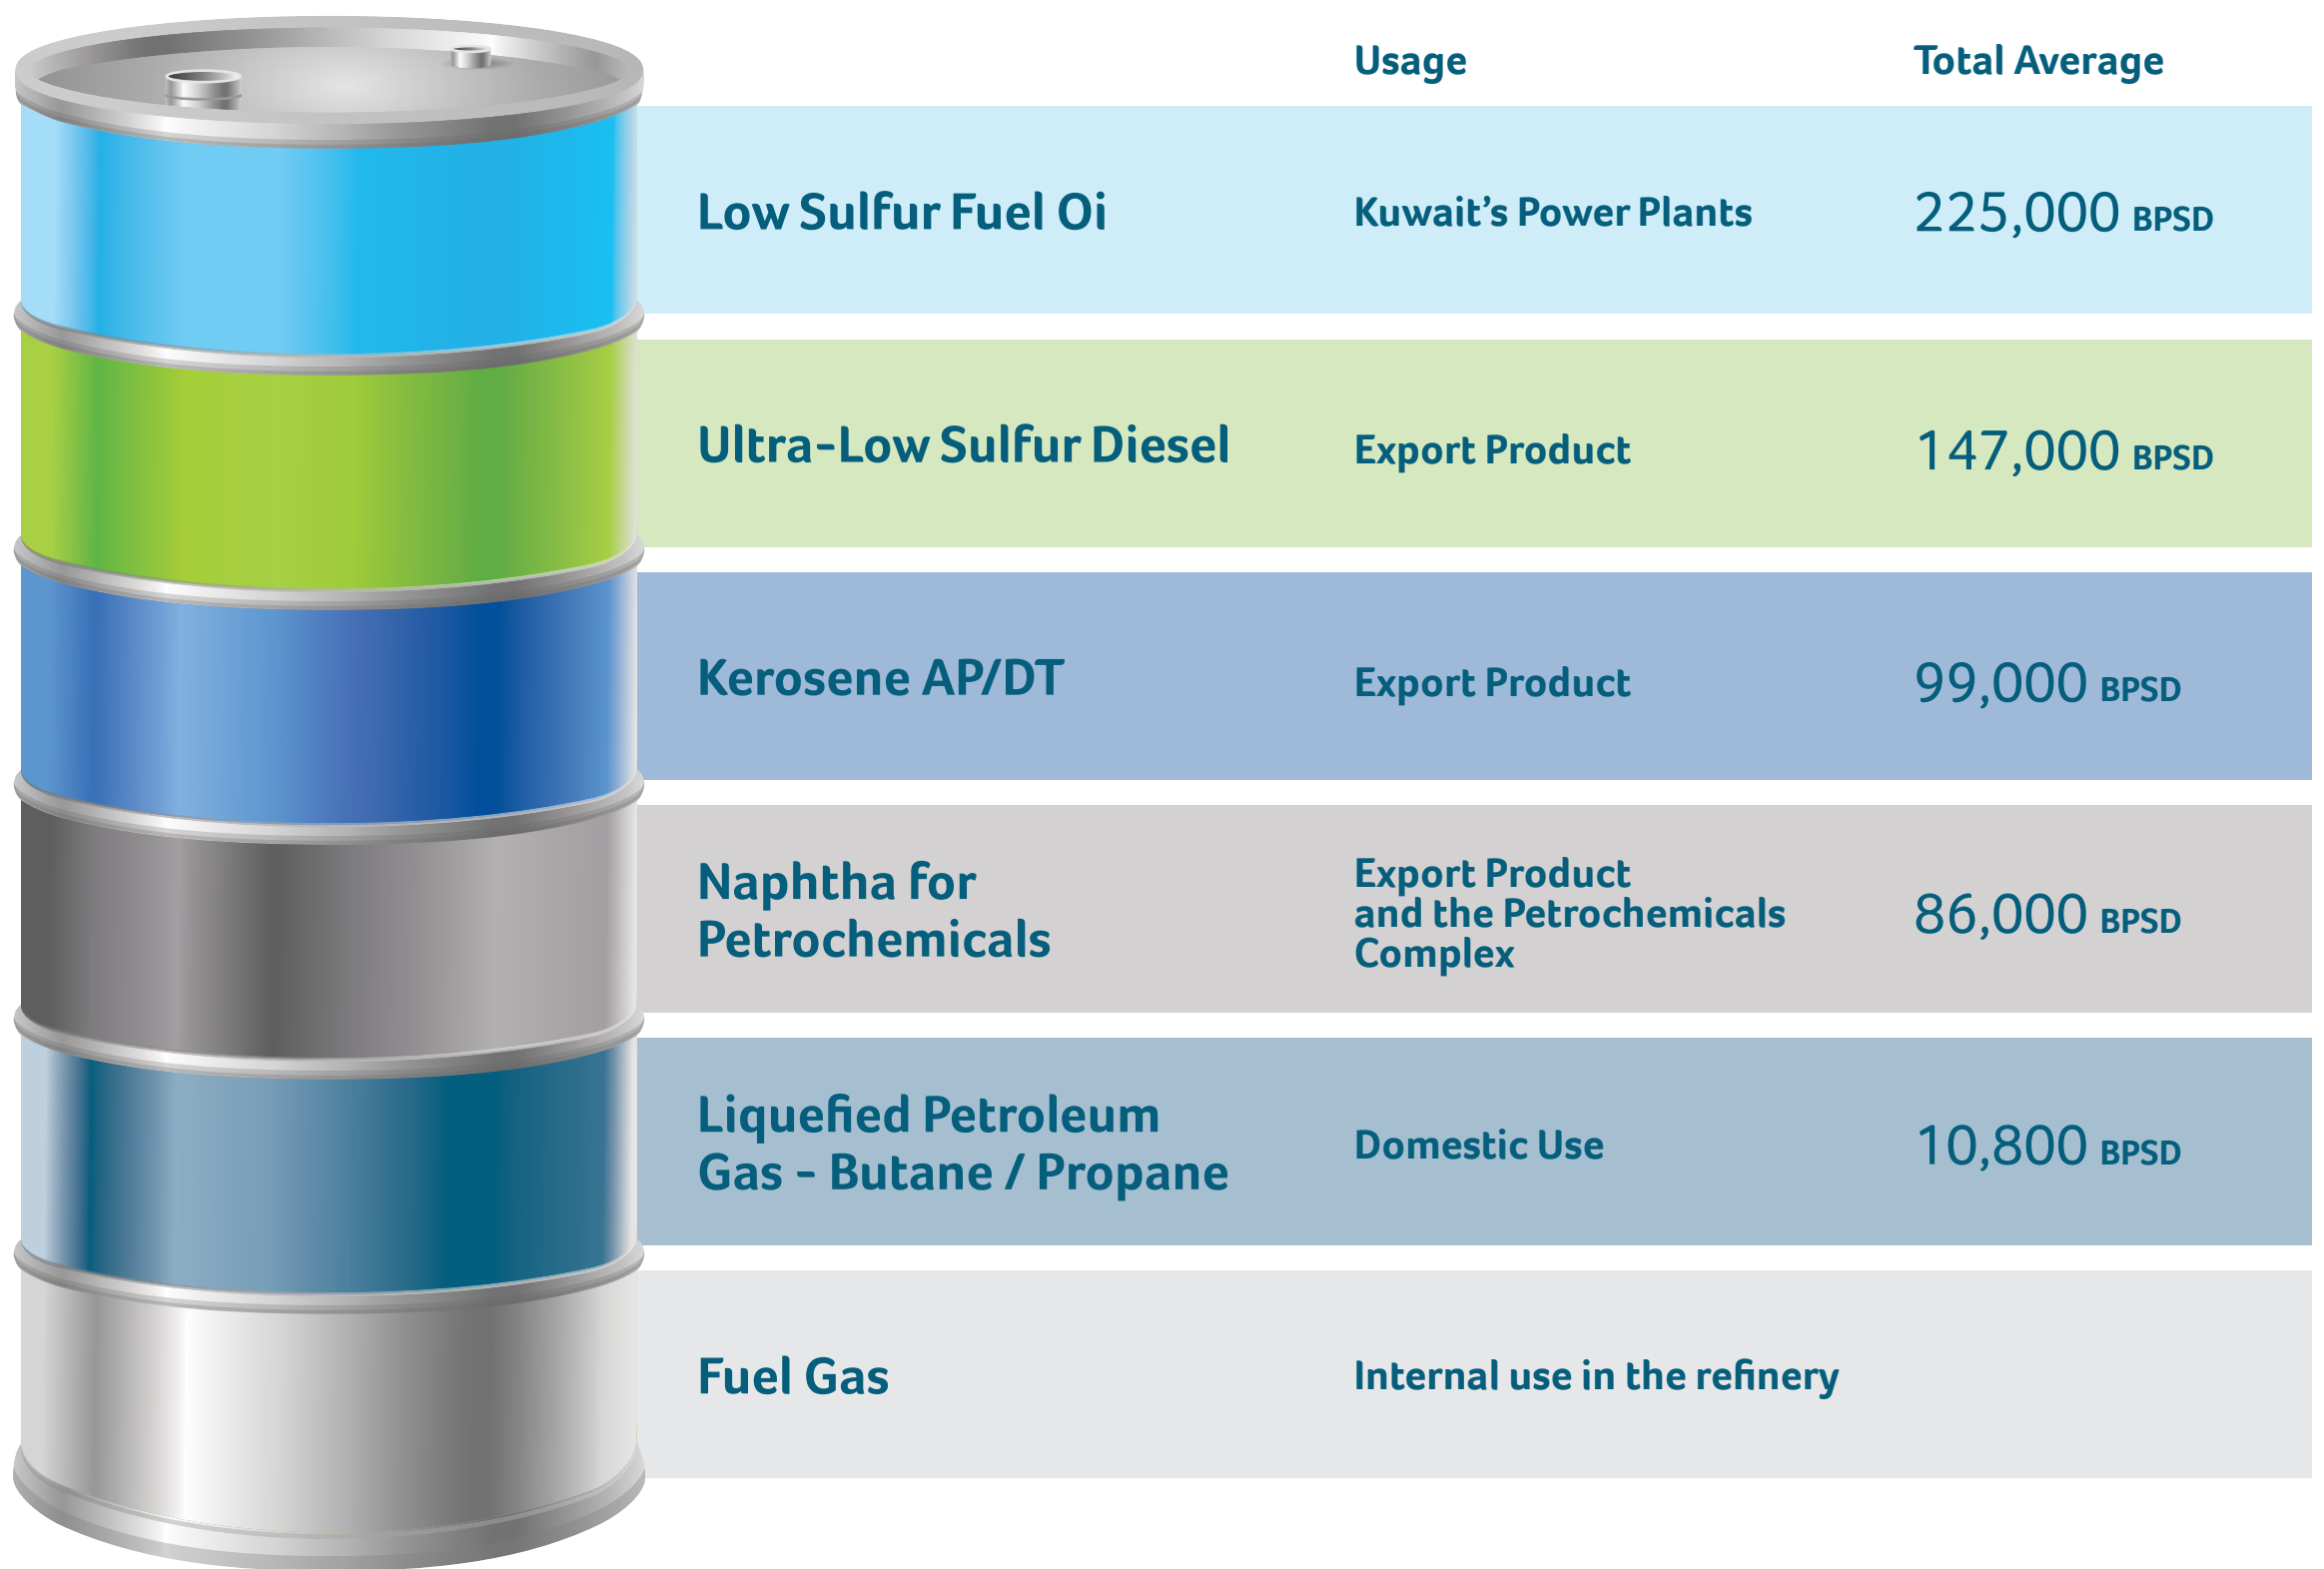 Usage Total Average
Low Sulfur Fuel Oi Kuwait's Power Plants 225,000 BPSD
Ultra-Low Sulfur Diesel Export Product 147,000 BPSD
Kerosene AP/DT Export Product 99,000 BPSD
Naphtha for
Petrochemicals
Export Product
and the Petrochemicals
Complex
86,000 BPSD
Liquefied Petroleum
Gas - Butane / Propane
Domestic Use
10,800 BPSD
Fuel Gas Internal use in the refinery